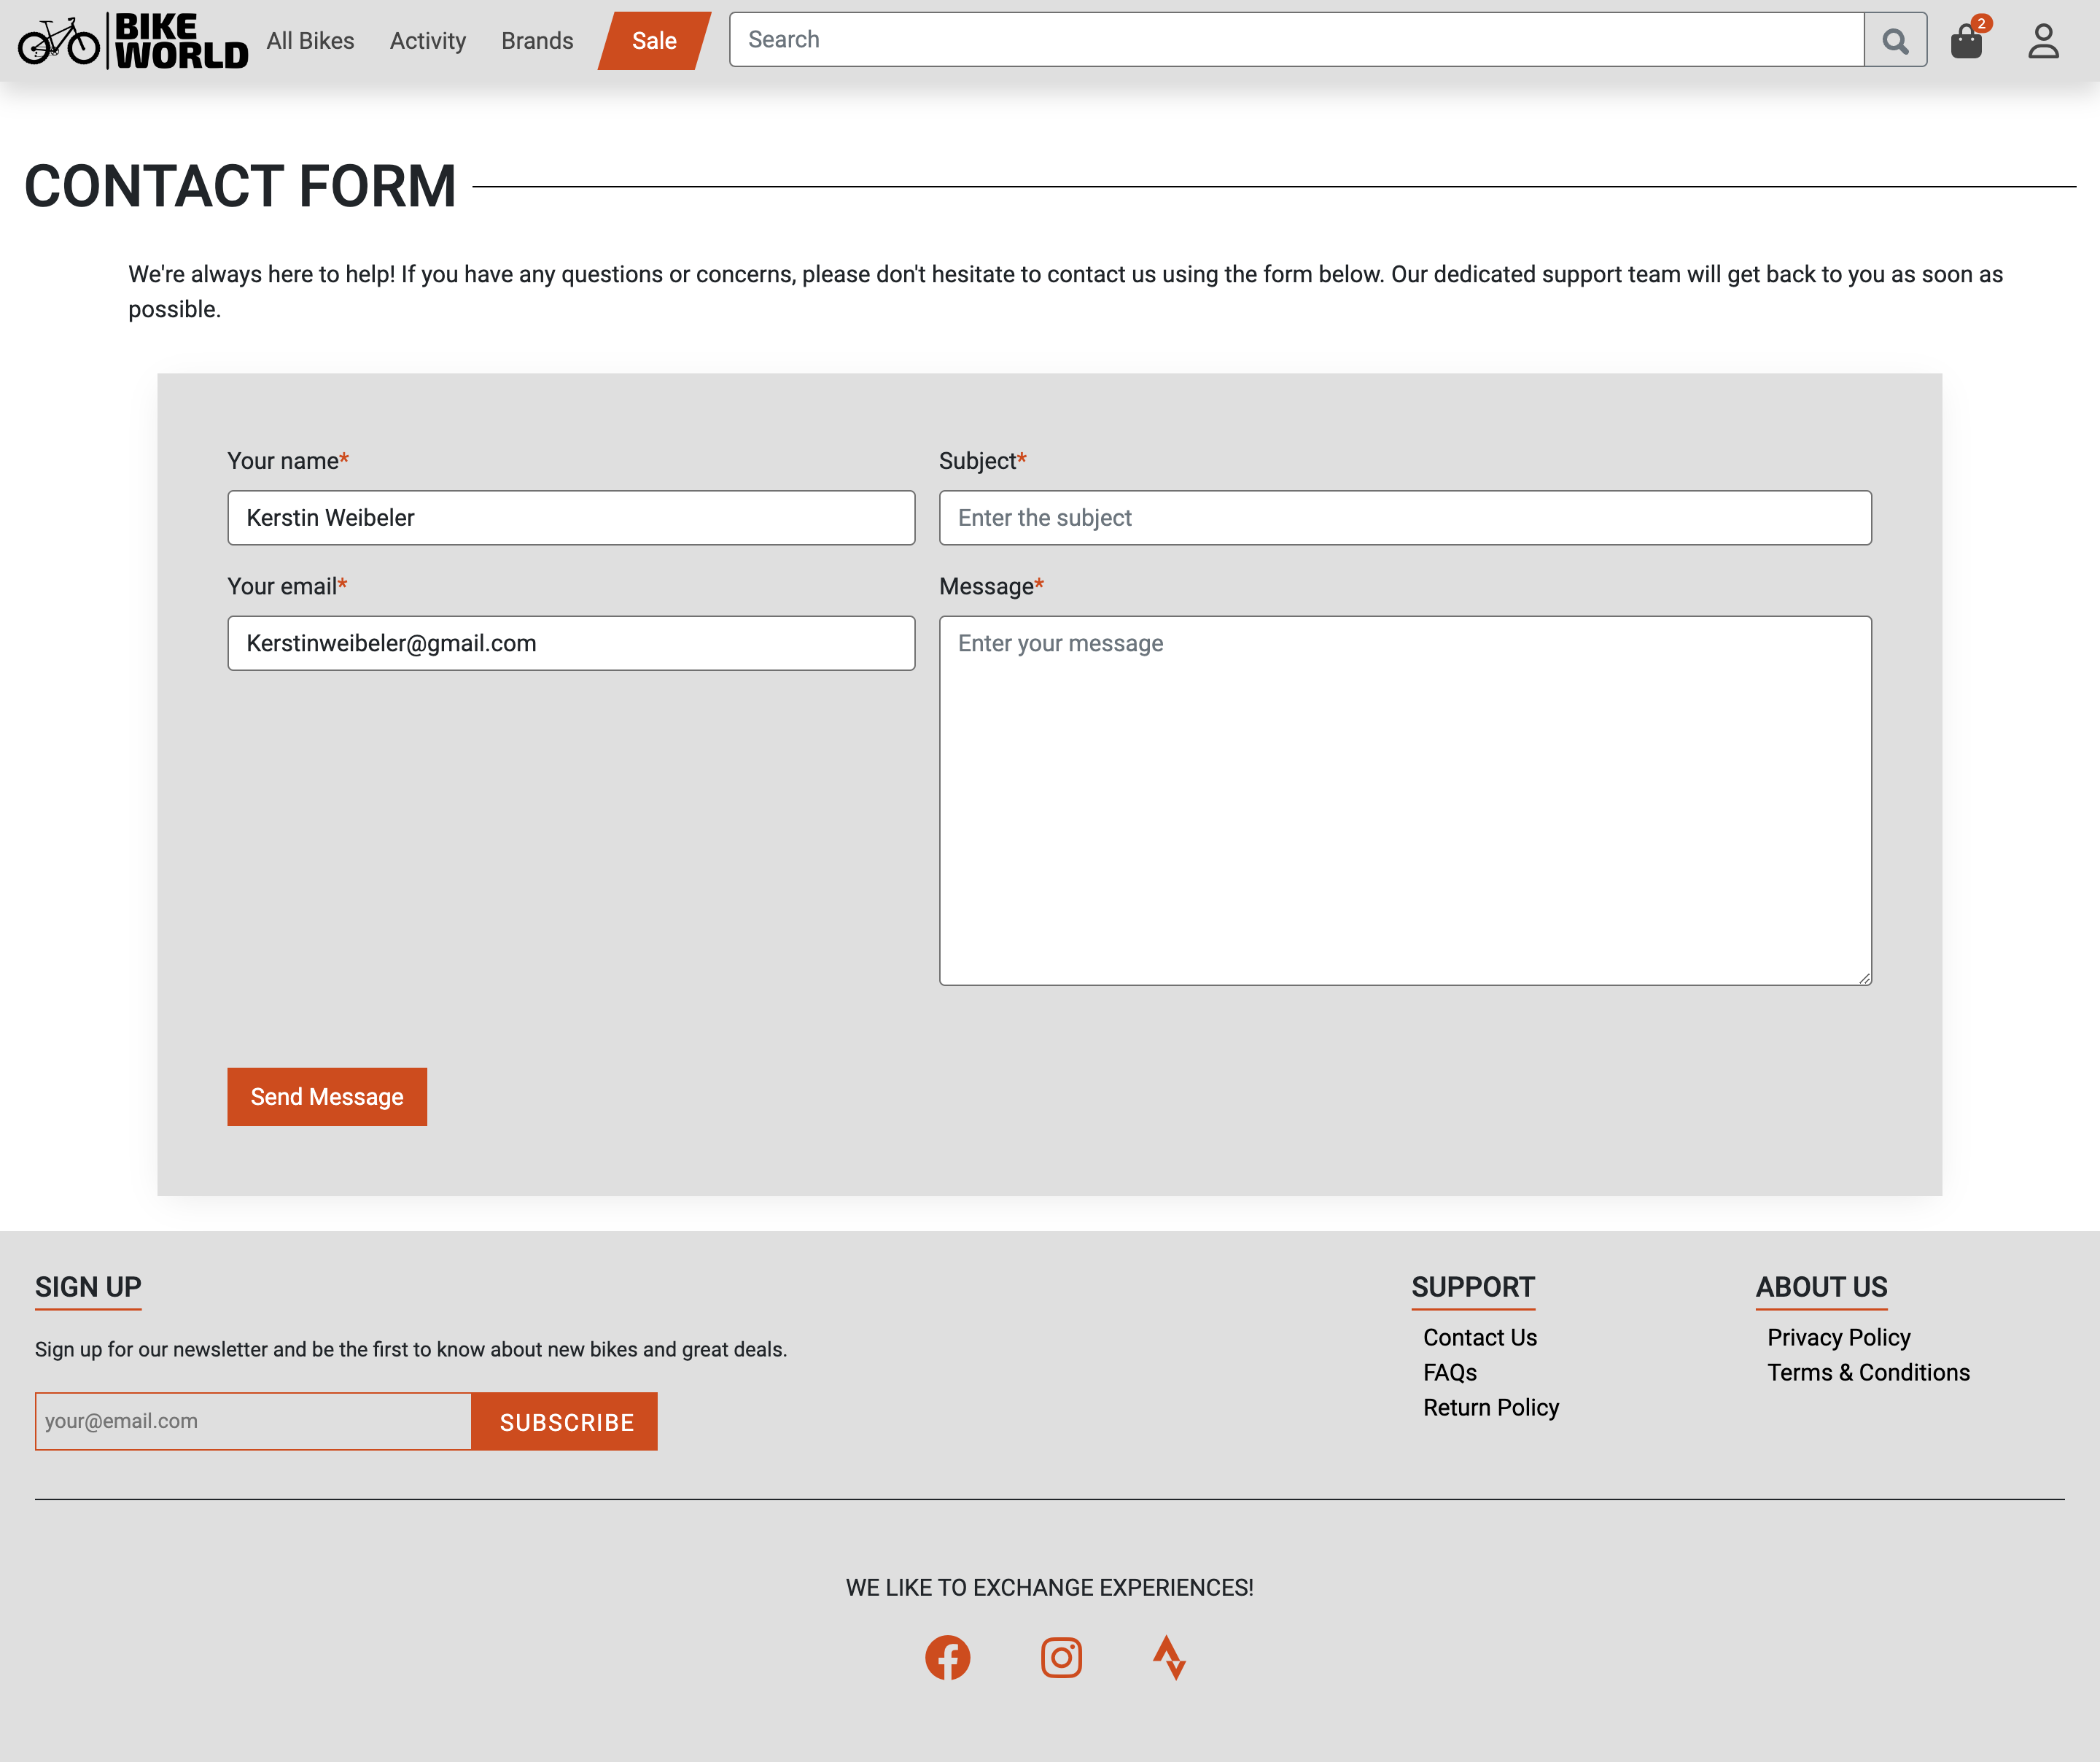 BIKE
WORLD
All Bikes
Activity
Brands
Sale
Search
2
CONTACT FORM
We're always here to help! If you have any questions or concerns, please don't hesitate to contact us using the form below. Our dedicated support team will get back to you as soon as
possible.
Your name*
Kerstin Weibeler
Subject*
Enter the subject
Your email*
Kerstinweibeler@gmail.com
Message*
Enter your message
Send Message
SIGN UP
Sign up for our newsletter and be the first to know about new bikes and great deals.
your@email.com
SUBSCRIBE
SUPPORT
Contact Us
FAQs
Return Policy
ABOUT US
Privacy Policy
Terms & Conditions
WE LIKE TO EXCHANGE EXPERIENCES!